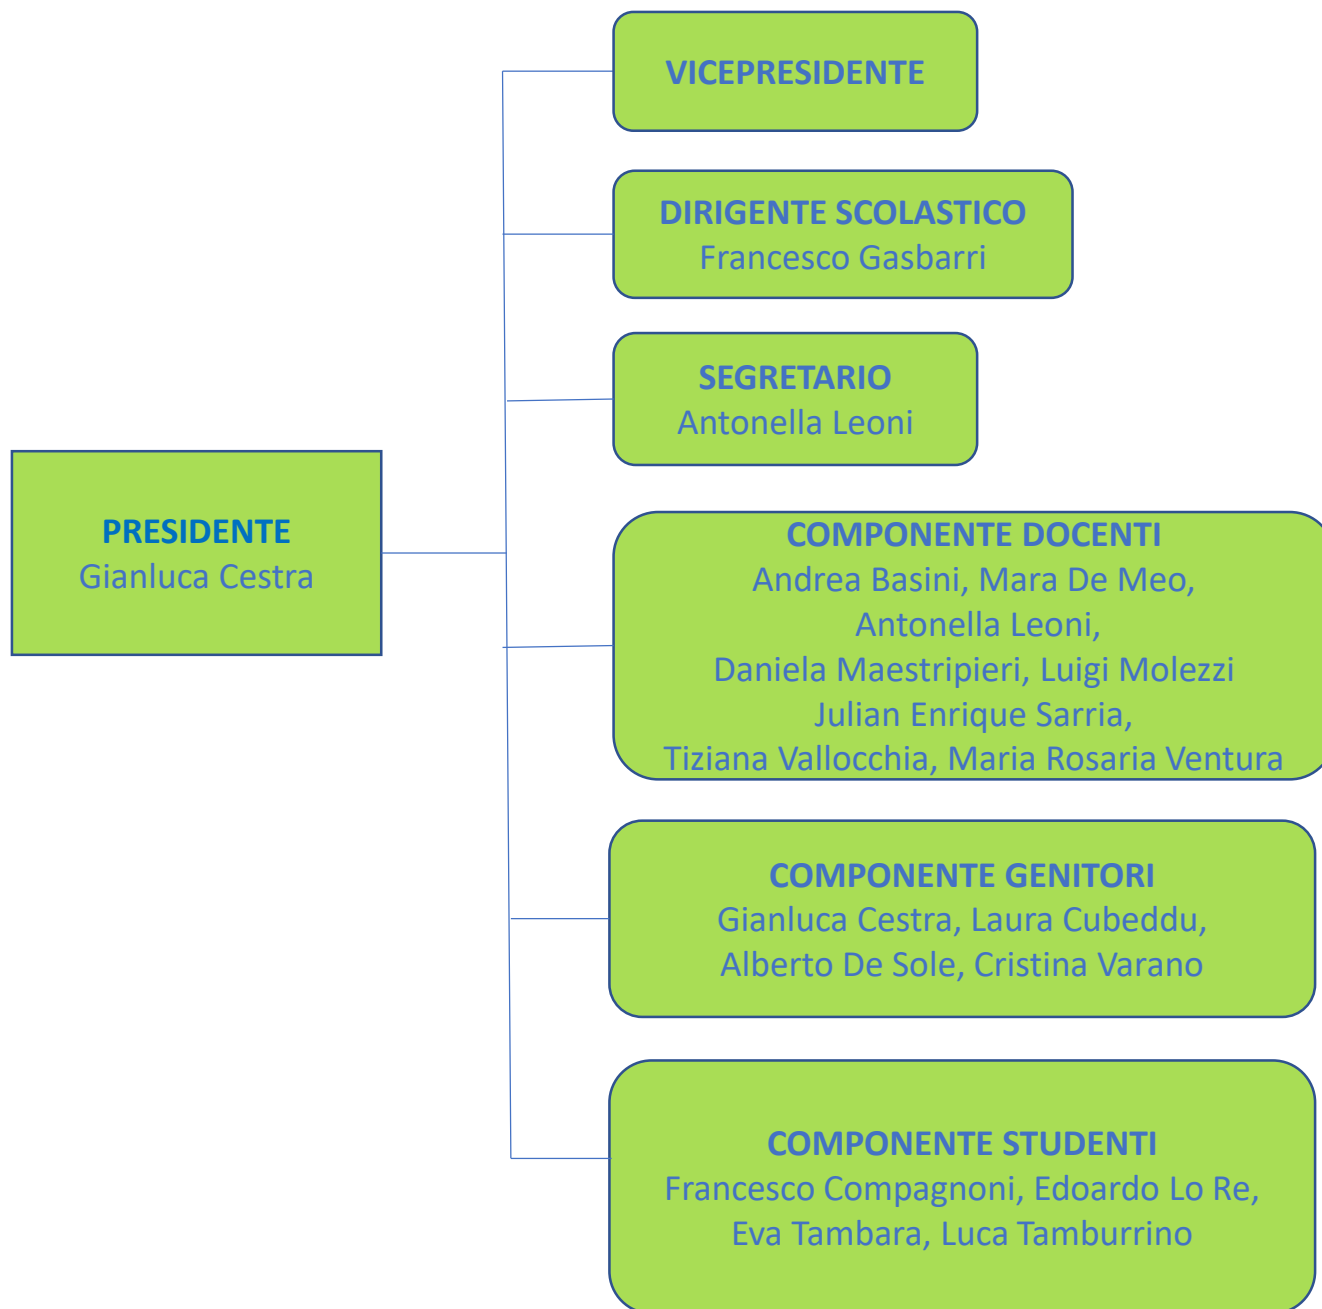 VICEPRESIDENTE
DIRIGENTE SCOLASTICO
Francesco Gasbarri
SEGRETARIO
Antonella Leoni
PRESIDENTE
Gianluca Cestra
COMPONENTE DOCENTI
Andrea Basini, Mara De Meo,
Antonella Leoni,
Daniela Maestripieri, Luigi Molezzi
Julian Enrique Sarria,
Tiziana Vallocchia, Maria Rosaria Ventura
COMPONENTE GENITORI
Gianluca Cestra, Laura Cubeddu,
Alberto De Sole, Cristina Varano
COMPONENTE STUDENTI
Francesco Compagnoni, Edoardo Lo Re,
Eva Tambara, Luca Tamburrino